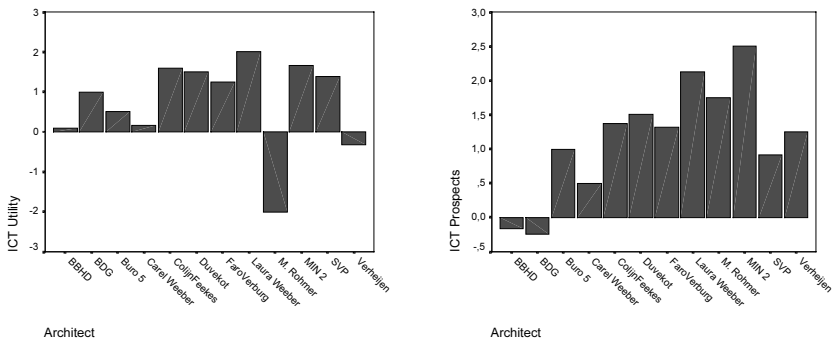 3
2
1
0
-1
-2
-3
ICT Utility
BBHD
BDG
Buro 5
Carel Weeber
ColijnFeekes
Duvekot
FaroVerburg
Laura Weeber
M. Rohmer
MIN 2
SVP
Verheijen
Architect
3,0
2,5
2,0
1,5
1,0
,5
0,0
-,5
ICT Prospects
BBHD
BDG
Buro 5
Carel Weeber
ColijnFeekes
Duvekot
FaroVerburg
Laura Weeber
M. Rohmer
MIN 2
SVP
Verheijen
Architect